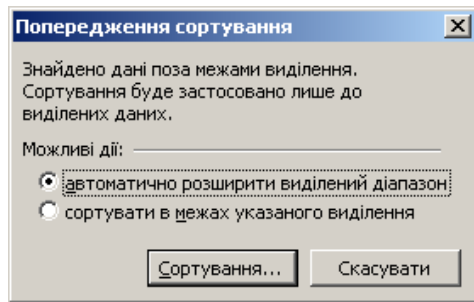 Попередження сортування
Знайдено дані поза межами виділення.
Сортування буде застосовано лише до
виділених даних.
Можливі дії:
автоматично розширити виділений діапазон
сортувати в межах указаного виділення
Сортування... Скасувати